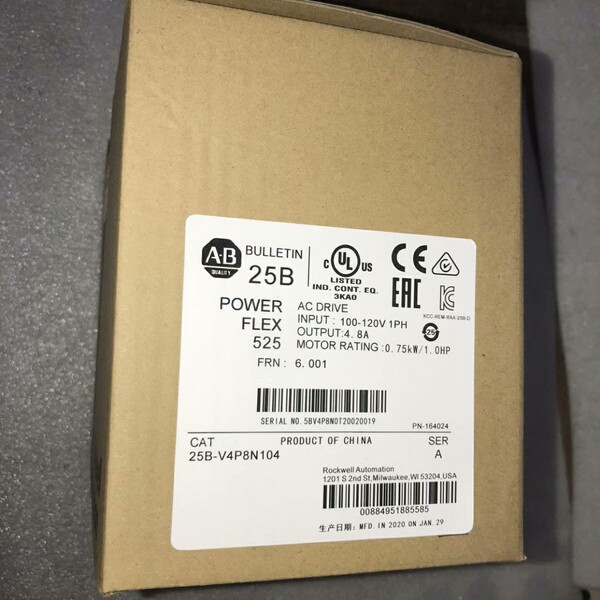 A·B
QUALITY
BULLETIN
25B
C UL US
LISTED
IND. CONT. EQ.
3KA0
CE
EAC
KCC-REM-RAA-25B-D
25
POWER
FLEX
525
AC DRIVE
INPUT : 100-120V 1PH
OUTPUT:4.8A
MOTOR RATING:0.75kW/1.0HP
FRN : 6.001
SERIAL NO.5BV4P8N0T20020019
PN-164024
CAT
25B-V4P8N104
PRODUCT OF CHINA
SER
A
Rockwell Automation
1201 S 2nd St,Milwaukee,WI 53204,USA
00884951885585
生产日期: MFD.IN 2020 ON JAN.29